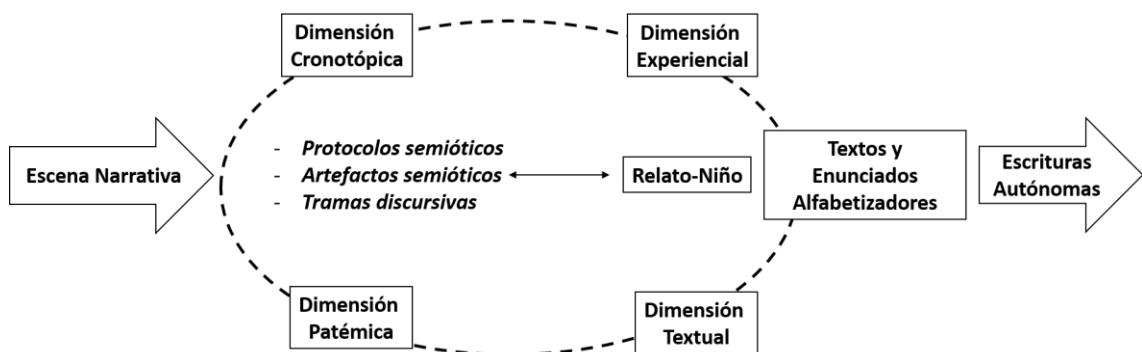 Dimensión
Cronotópica
Dimensión
Experiencial
Escena Narrativa
- Protocolos semióticos
- Artefactos semióticos
- Tramas discursivas
Relato-Niño
Textos y
Enunciados
Alfabetizadores
Escrituras
Autónomas
Dimensión
Patémica
Dimensión
Textual